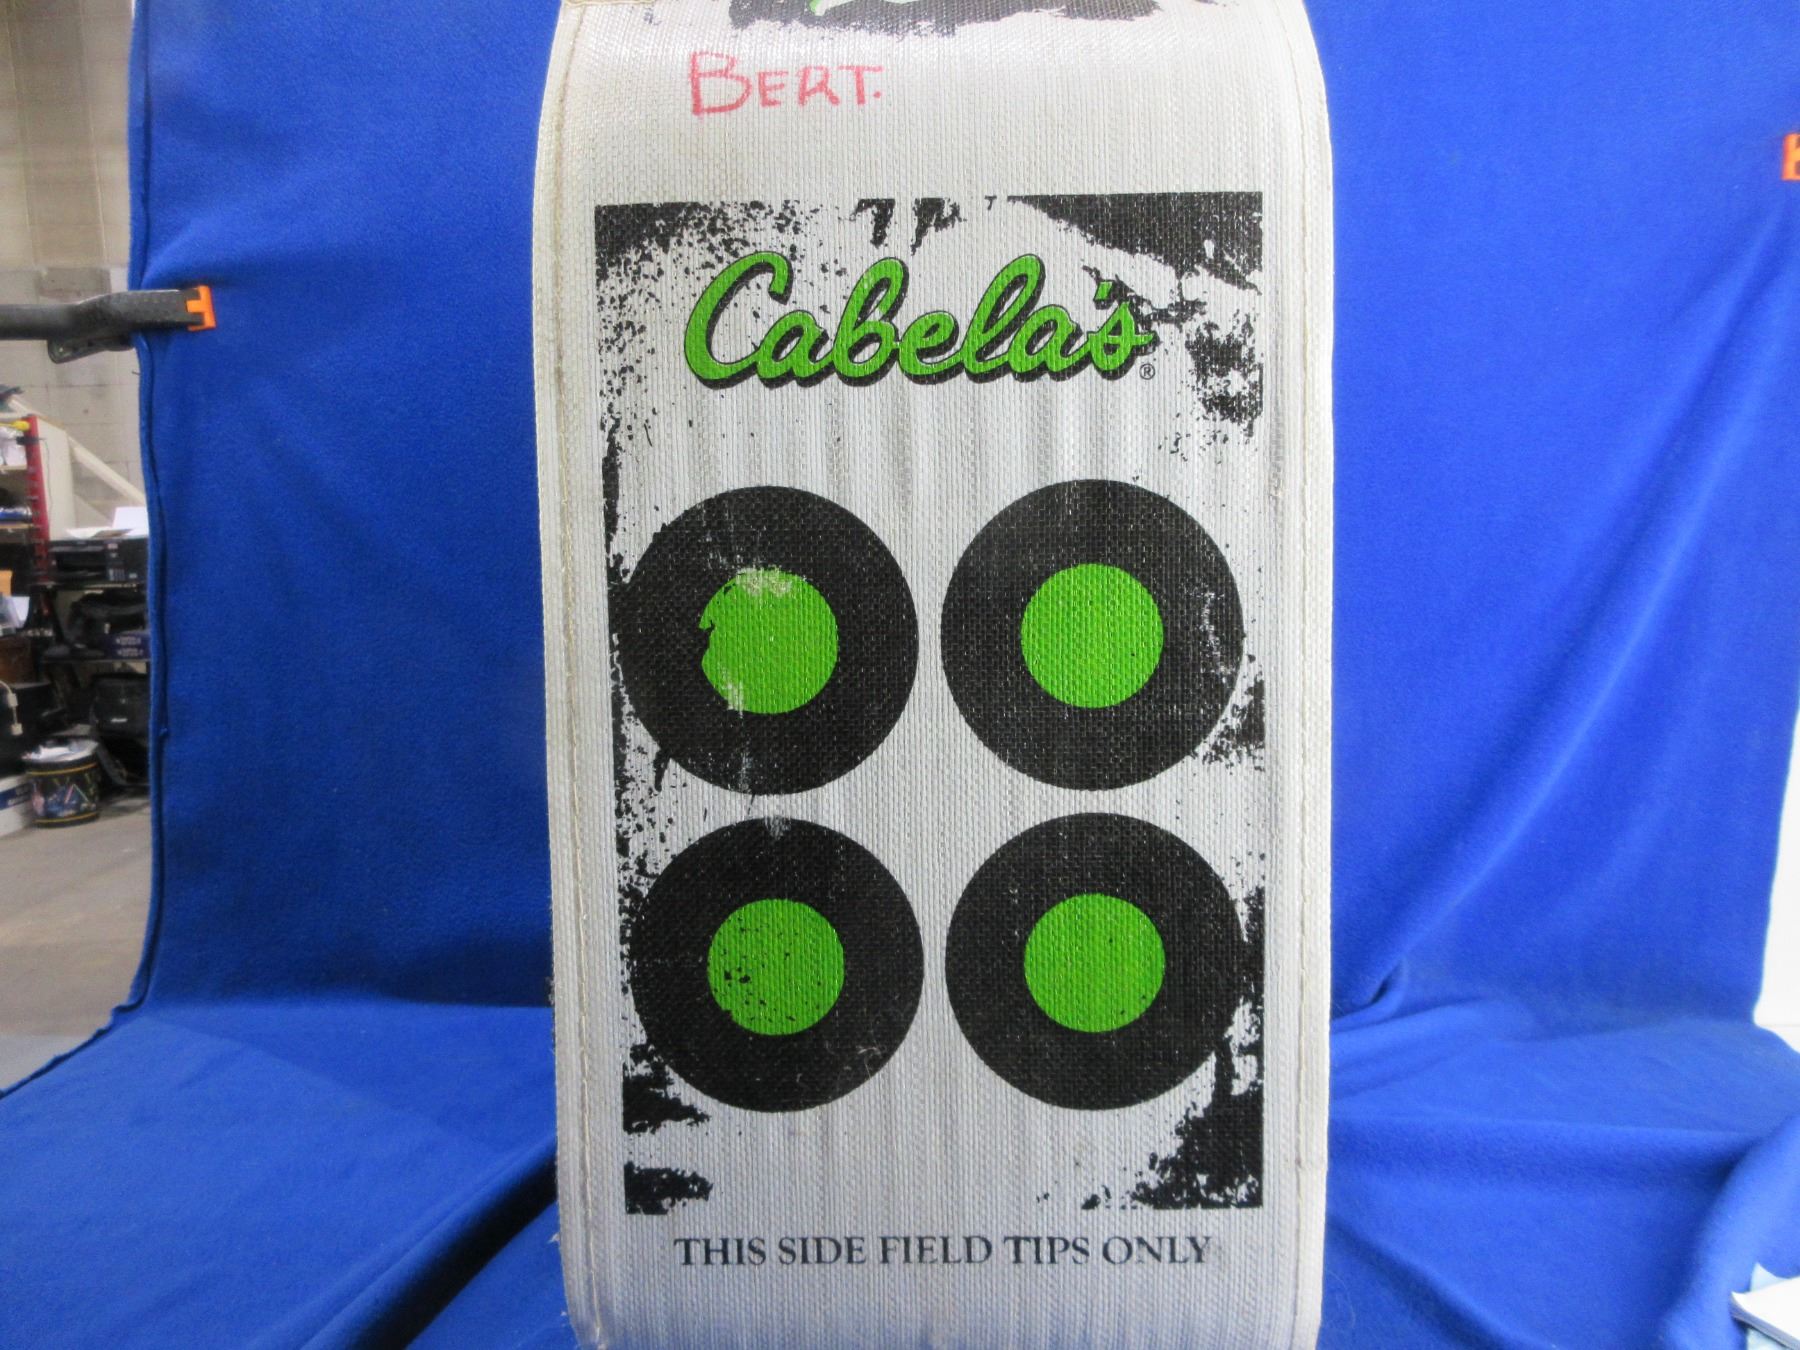 BERT.
Cabela's®
THIS SIDE FIELD TIPS ONLY